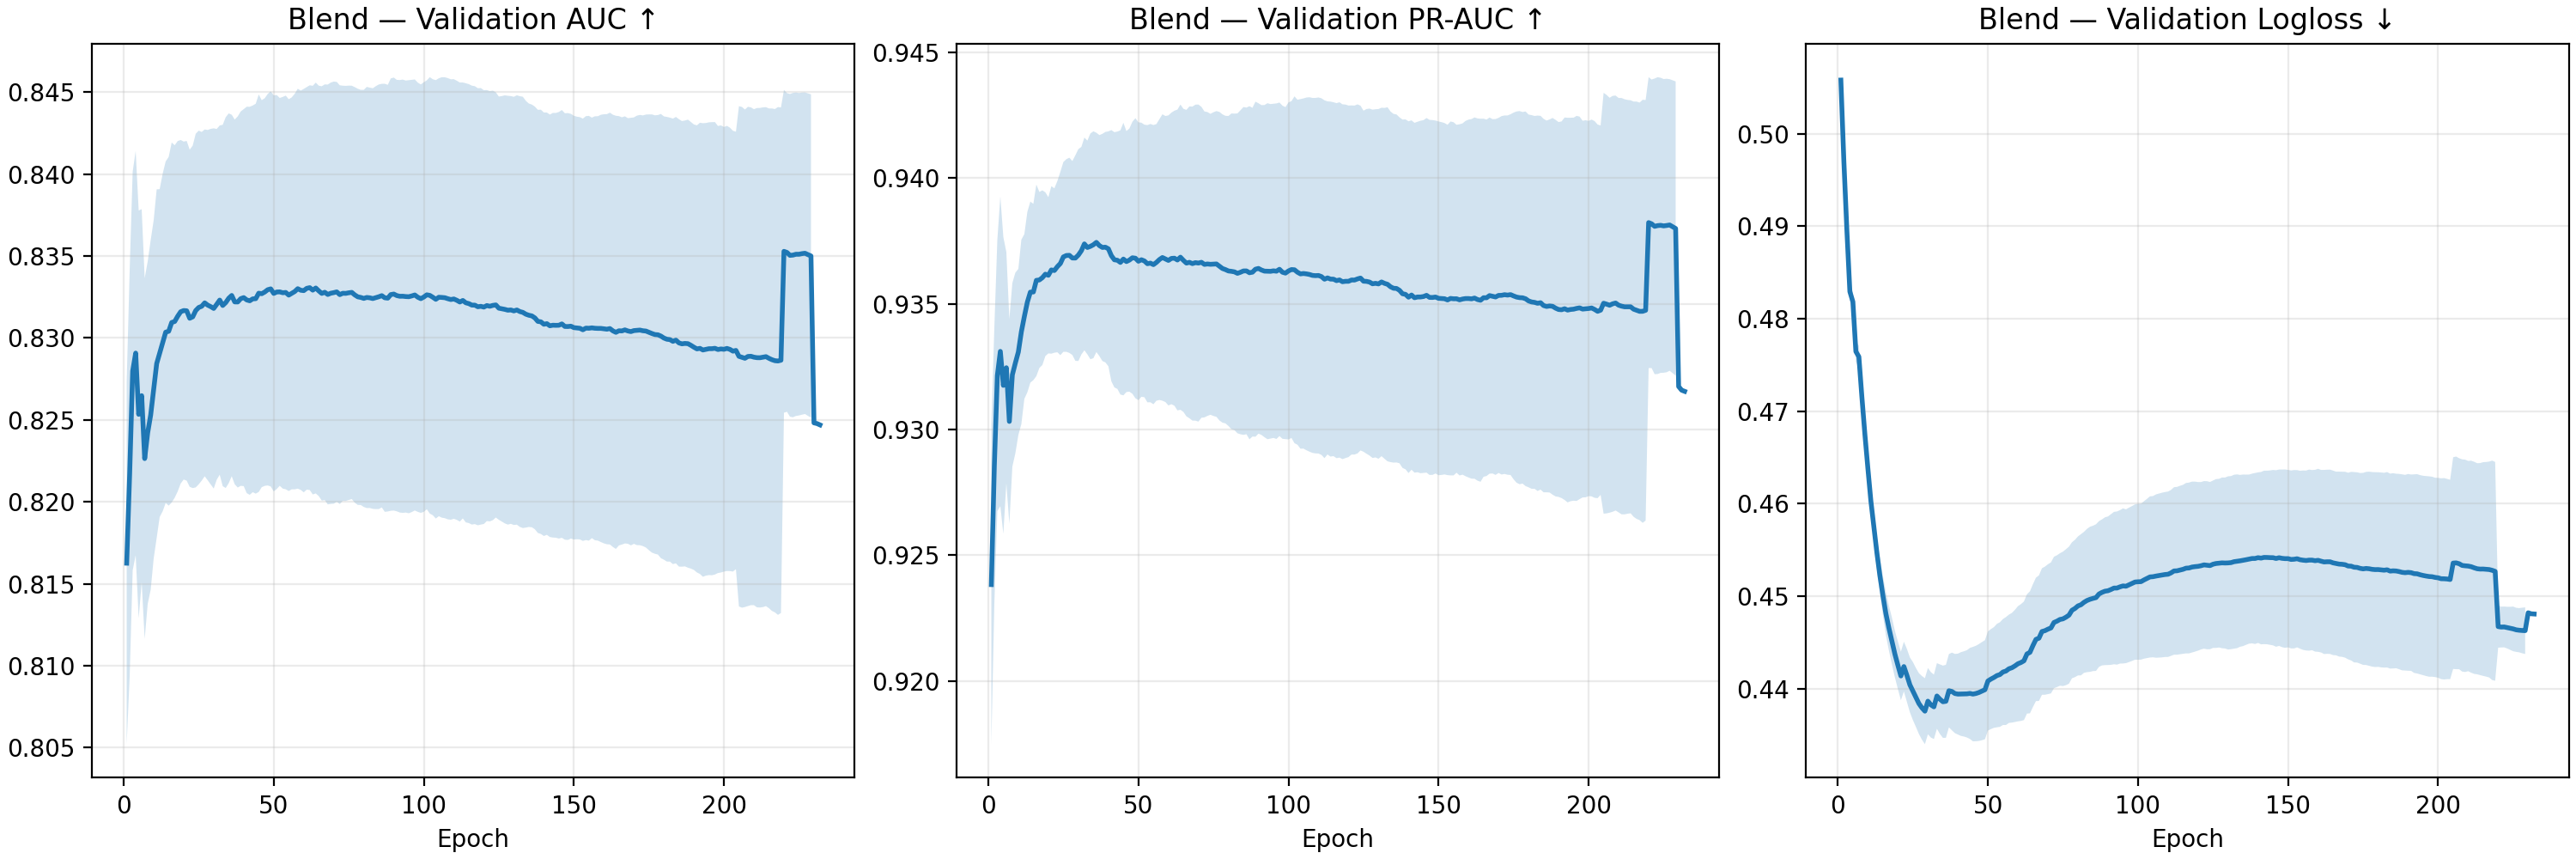 Blend — Validation AUC ↑
0.845
0.840
0.835
0.830
0.825
0.820
0.815
0.810
0.805
0 50 100 150 200
Epoch
Blend — Validation PR-AUC ↑
0.945
0.940
0.935
0.930
0.925
0.920
0 50 100 150 200
Epoch
Blend — Validation Logloss ↓
0.50
0.49
0.48
0.47
0.46
0.45
0.44
0 50 100 150 200
Epoch